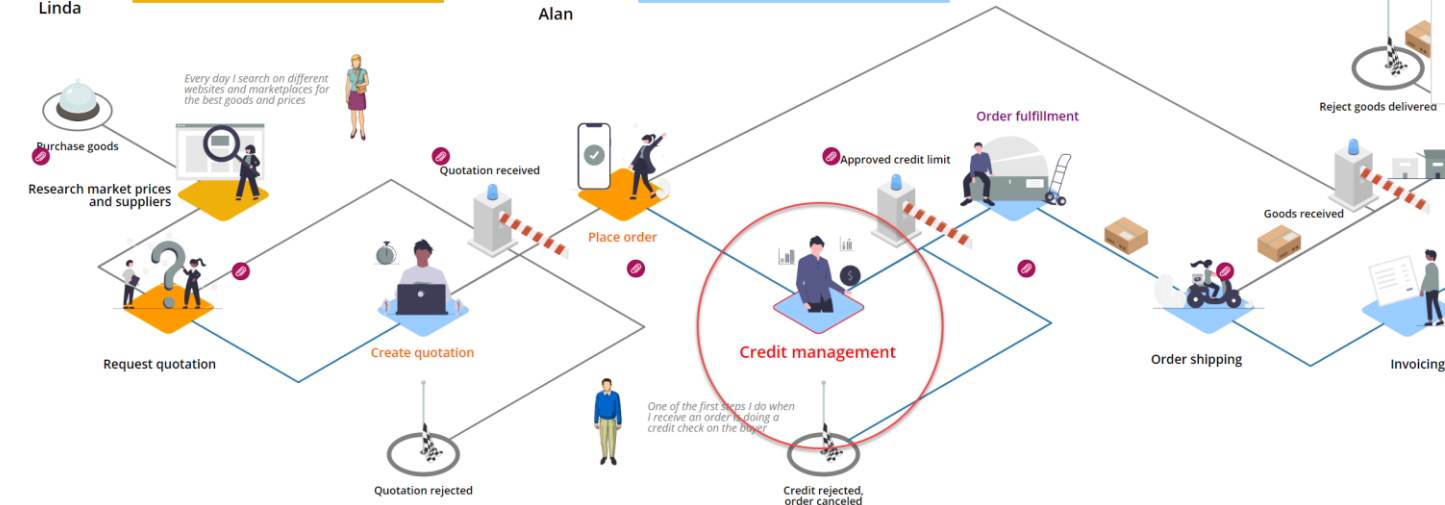 Linda
Alan
Every day I search on different
websites and marketplaces for
the best goods and prices
Purchase goods
Research market prices
and suppliers
Quotation received
Approved credit limit
Order fulfillment
Reject goods delivered
Goods received
Place order
Request quotation
Create quotation
Credit management
Order shipping
Invoicing
One of the first steps I do when
I receive an order is doing a
credit check on the buyer
Quotation rejected
Credit rejected,
order canceled
$
?